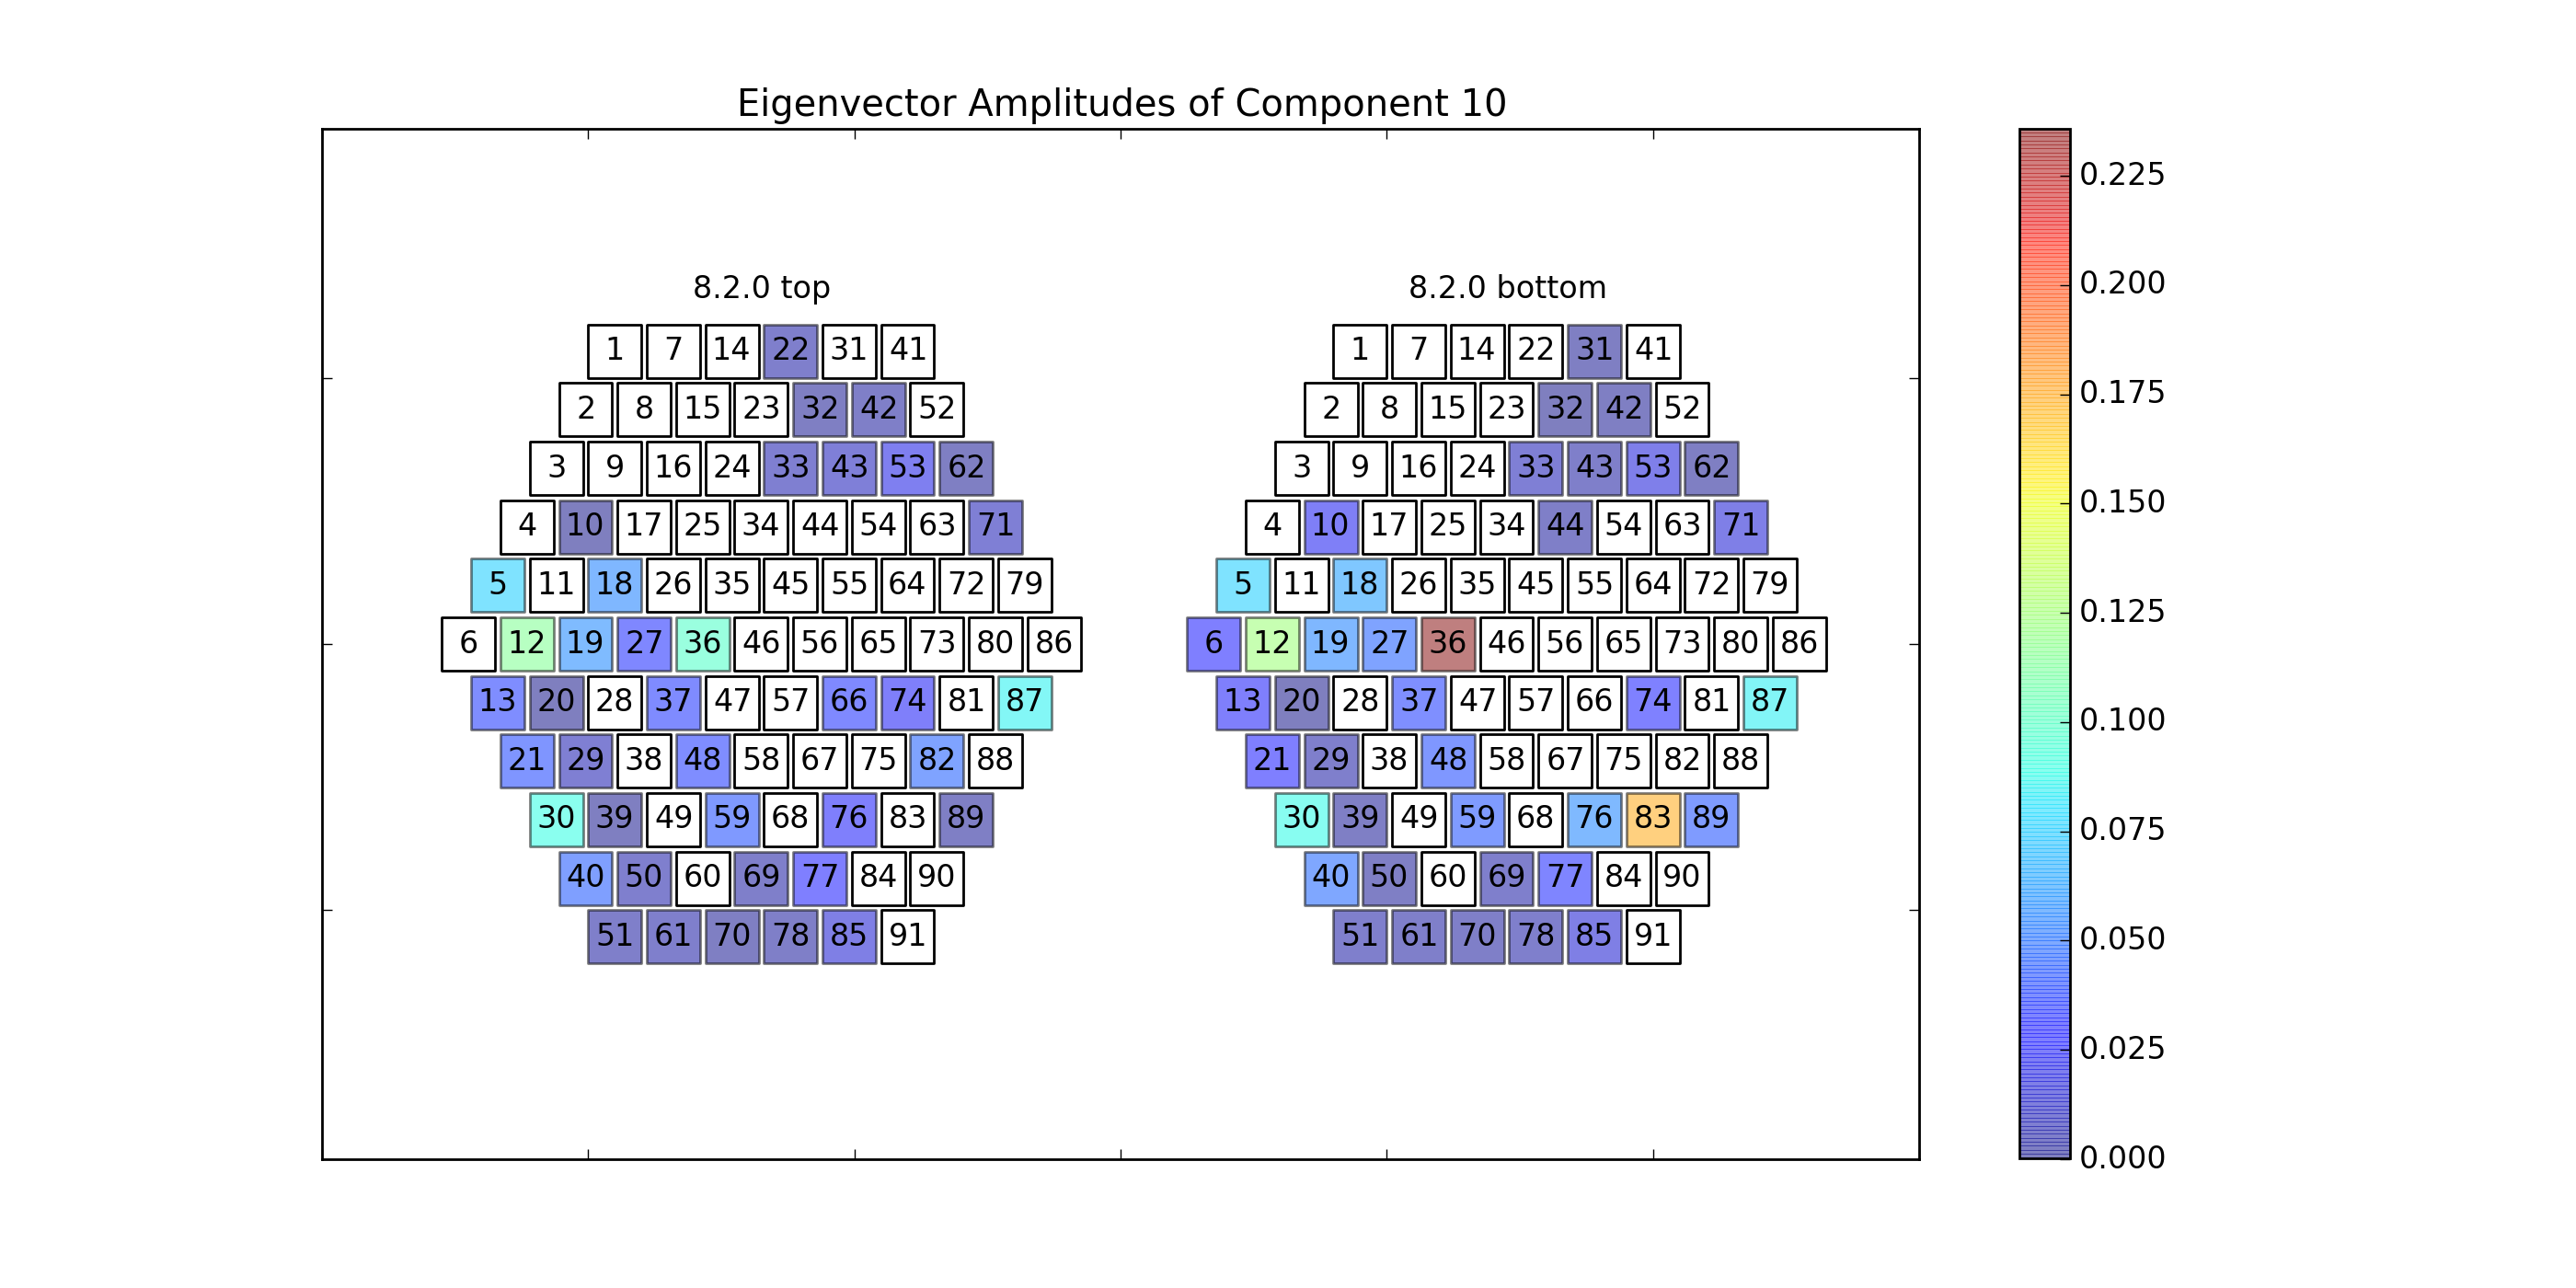 Eigenvector Amplitudes of Component 10
8.2.0 top
1 7 14 22 31 41
2 8 15 23 32 42 52
3 9 16 24 33 43 53 62
4 10 17 25 34 44 54 63 71
5 11 18 26 35 45 55 64 72 79
6 12 19 27 36 46 56 65 73 80 86
13 20 28 37 47 57 66 74 81 87
21 29 38 48 58 67 75 82 88
30 39 49 59 68 76 83 89
40 50 60 69 77 84 90
51 61 70 78 85 91
8.2.0 bottom
1 7 14 22 31 41
2 8 15 23 32 42 52
3 9 16 24 33 43 53 62
4 10 17 25 34 44 54 63 71
5 11 18 26 35 45 55 64 72 79
6 12 19 27 36 46 56 65 73 80 86
13 20 28 37 47 57 66 74 81 87
21 29 38 48 58 67 75 82 88
30 39 49 59 68 76 83 89
40 50 60 69 77 84 90
51 61 70 78 85 91
0.225
0.200
0.175
0.150
0.125
0.100
0.075
0.050
0.025
0.000